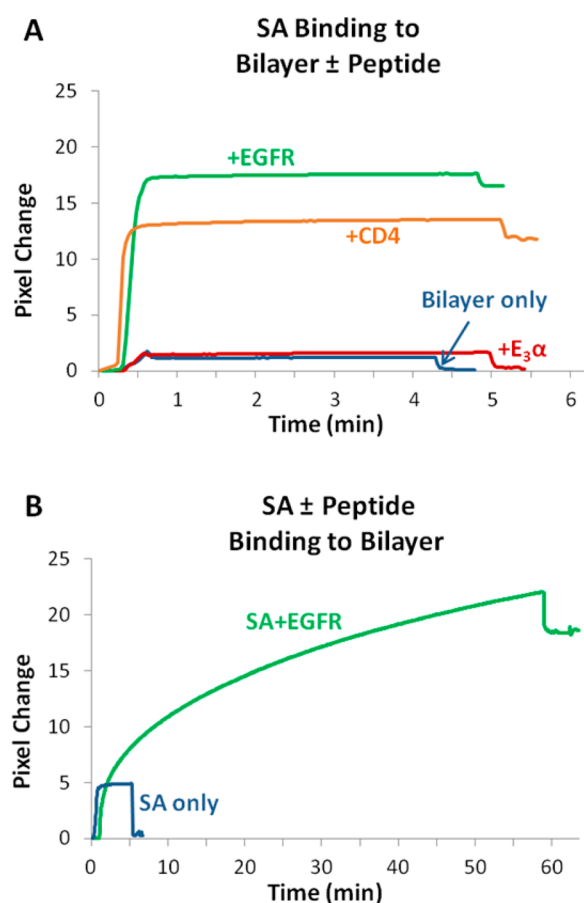 A
SA Binding to
Bilayer ± Peptide
25
20
15
10
5
0
Pixel Change
+EGFR
+CD4
Bilayer only
+E₃α
0 1 2 3 4 5 6
Time (min)
B
SA ± Peptide
Binding to Bilayer
25
20
15
10
5
0
Pixel Change
SA+EGFR
SA only
0 10 20 30 40 50 60
Time (min)